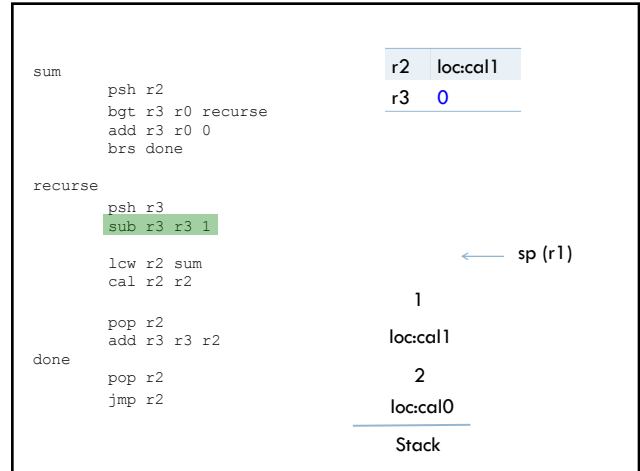 sum
psh r2
bgt r3 r0 recurse
add r3 r0 0
brs done
recurse
psh r3
sub r3 r3 1
lcw r2 sum
cal r2 r2
pop r2
add r3 r3 r2
done
pop r2
jmp r2
r2 loc:cal1
r3 0
sp (r1)
1
loc:cal1
2
loc:cal0
Stack